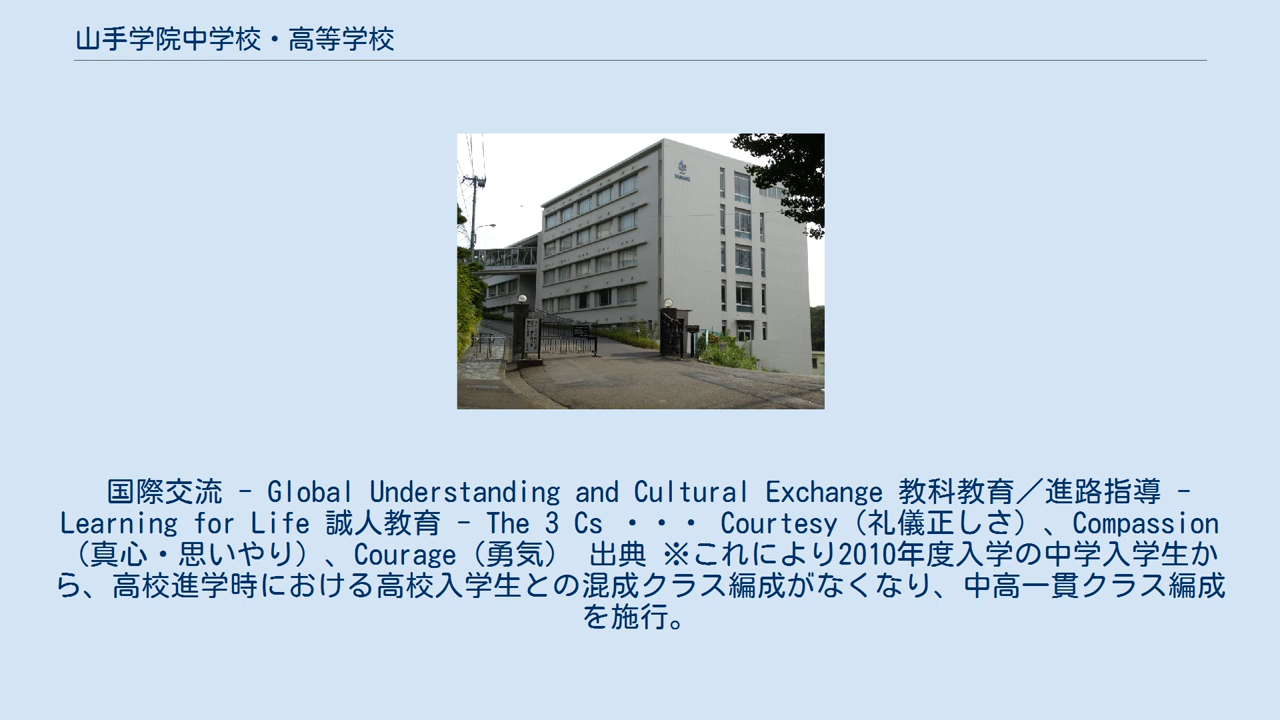 山手学院中学校・高等学校
国際交流 - Global Understanding and Cultural Exchange 教科教育／進路指導 -
Learning for Life 誠人教育 - The 3 Cs ・・・ Courtesy（礼儀正しさ）、Compassion
（真心・思いやり）、Courage（勇気） 出典 ※これにより2010年度入学の中学入学生か
ら、高校進学時における高校入学生との混成クラス編成がなくなり、中高一貫クラス編成
を施行。